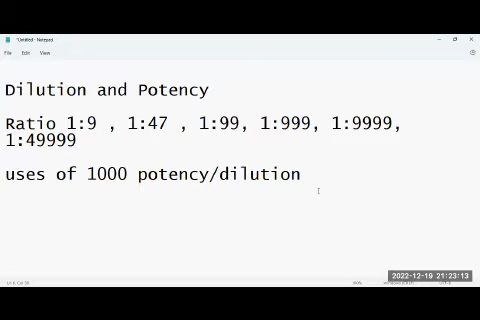 *Untitled - Notepad
File Edit View
Dilution and Potency
Ratio 1:9 , 1:47 , 1:99, 1:999, 1:9999,
1:49999
uses of 1000 potency/dilution
2022-12-19 21:23:13
100%